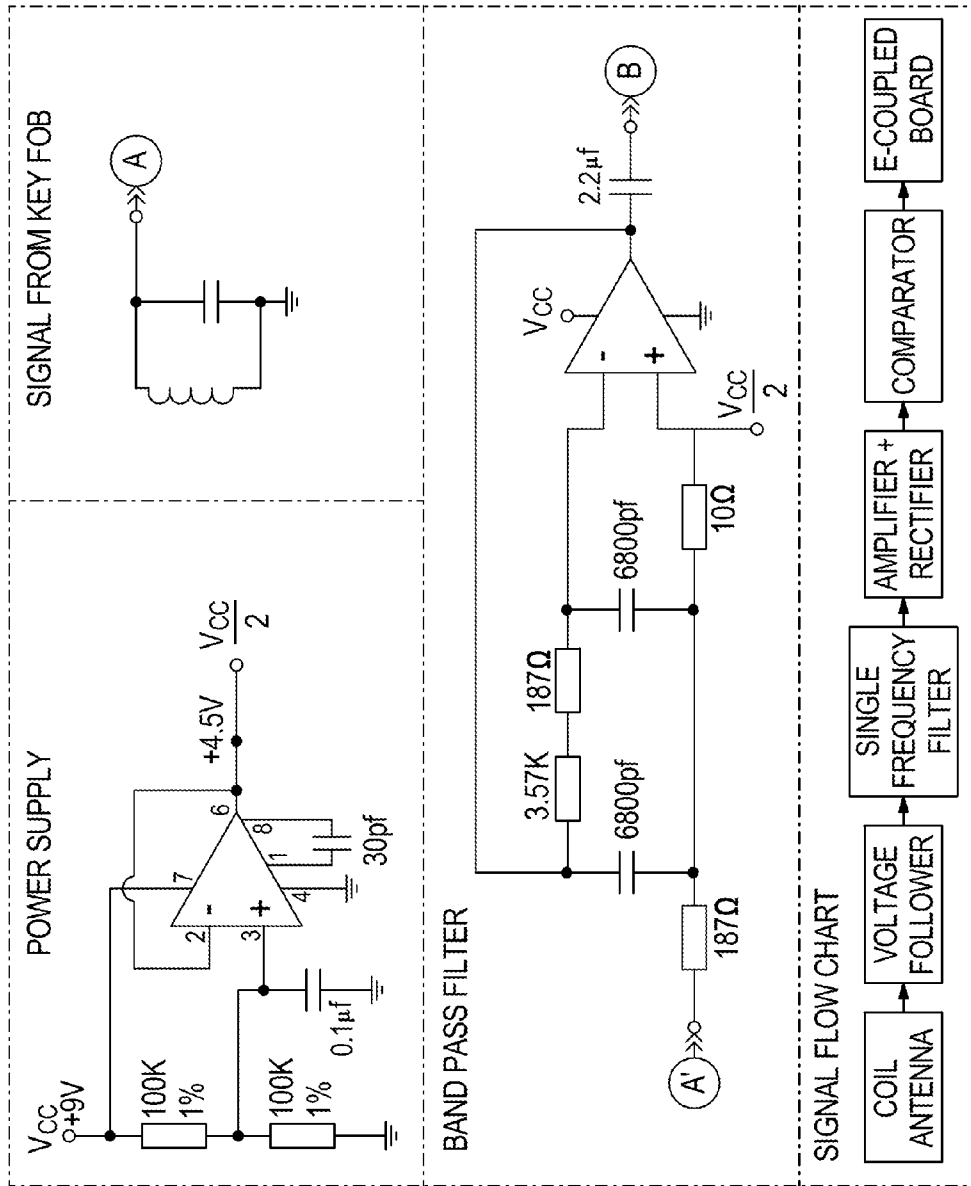 POWER SUPPLY
VCC
+9V
100K
1%
100K
1%
0.1µf
2
3
-
+
7
4
1
8
6
30pf
+4.5V
VCC
2
SIGNAL FROM KEY FOB
A
BAND PASS FILTER
A'
187Ω
6800pf
3.57K
187Ω
6800pf
10Ω
VCC
2
-
+
VCC
2.2µf
B
SIGNAL FLOW CHART
COIL
ANTENNA
VOLTAGE
FOLLOWER
SINGLE
FREQUENCY
FILTER
AMPLIFIER +
RECTIFIER
COMPARATOR
E-COUPLED
BOARD